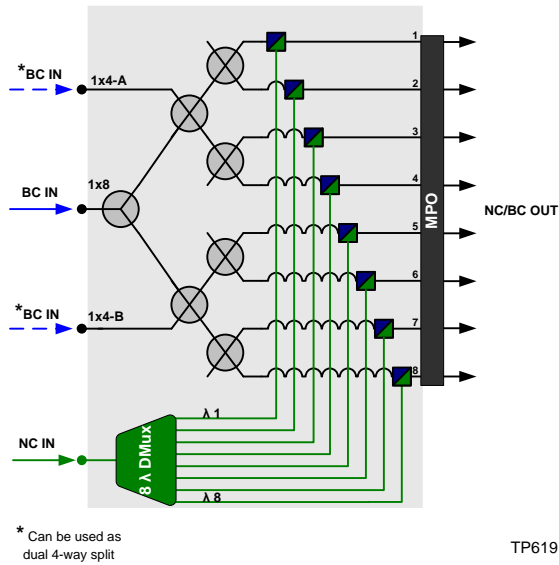 *BC IN
1x4-A
BC IN
1x8
*BC IN
1x4-B
NC IN
8 λ DMux
λ 1
λ 8
1
2
3
4
5
6
7
8
MPO
NC/BC OUT
* Can be used as
dual 4-way split
TP619